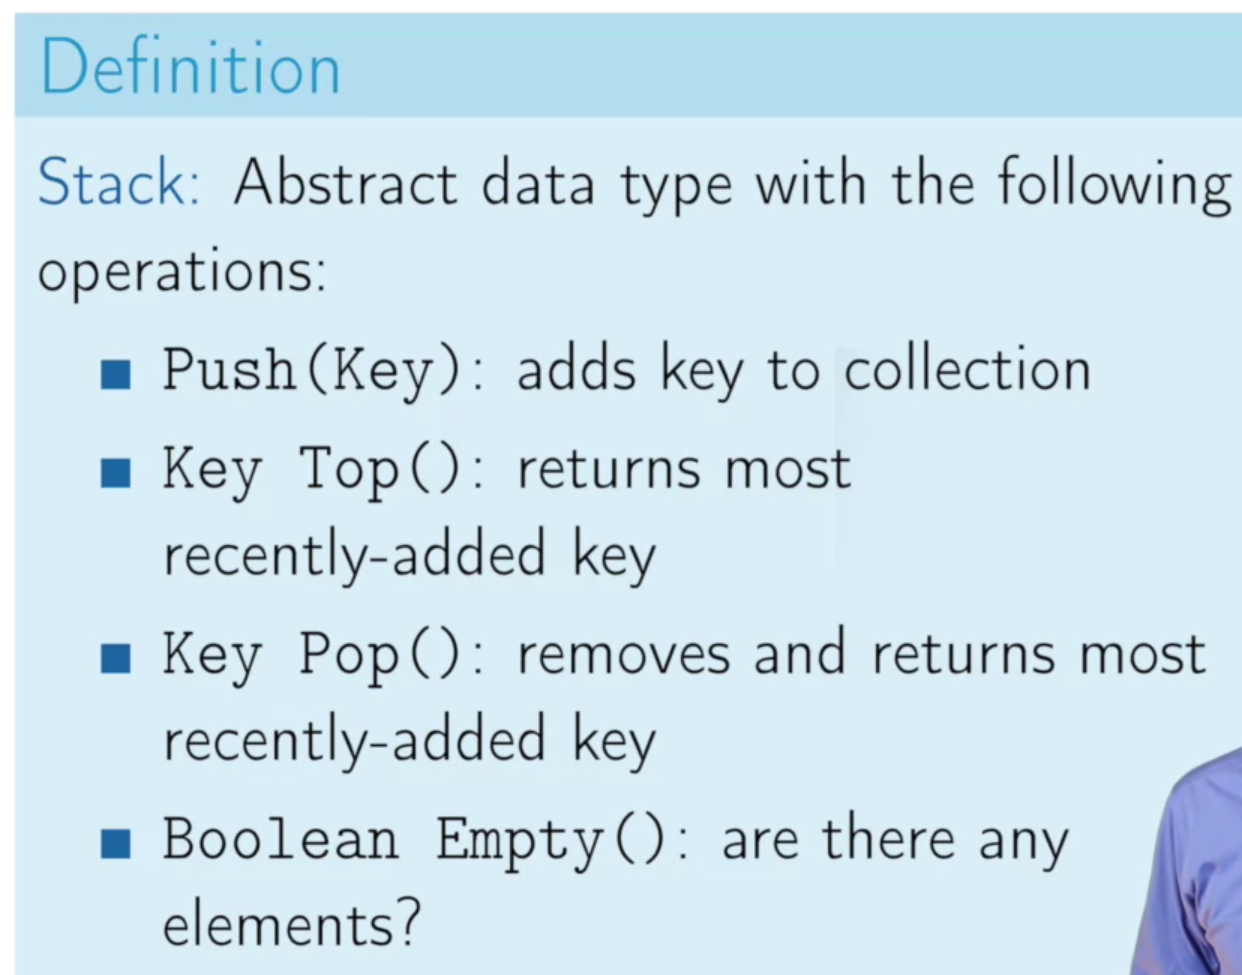 Definition
Stack: Abstract data type with the following
operations:
Push(Key): adds key to collection
Key Top(): returns most
recently-added key
Key Pop(): removes and returns most
recently-added key
Boolean Empty(): are there any
elements?